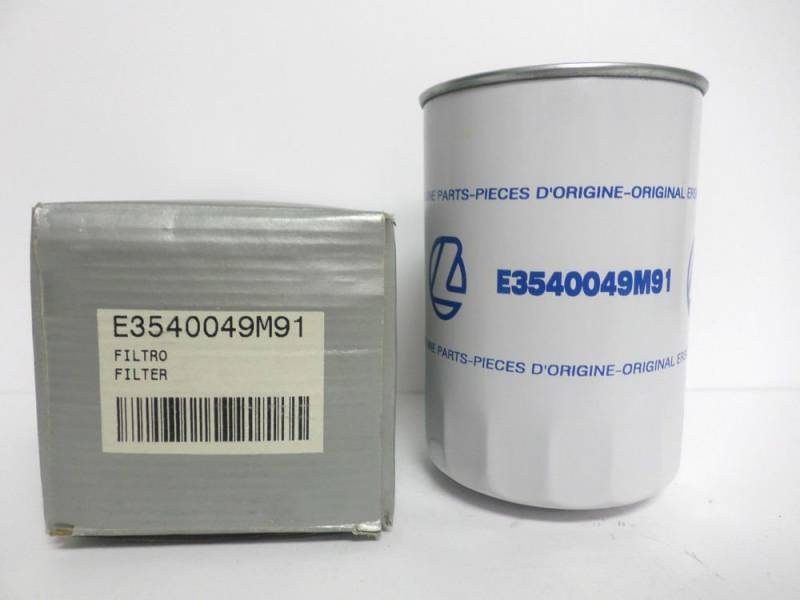 E3540049M91
FILTRO
FILTER
PARTS-PIECES D'ORIGINE-ORIGINAL
E3540049M91
PARTS-PIECES D'ORIGINE-ORIGINAL